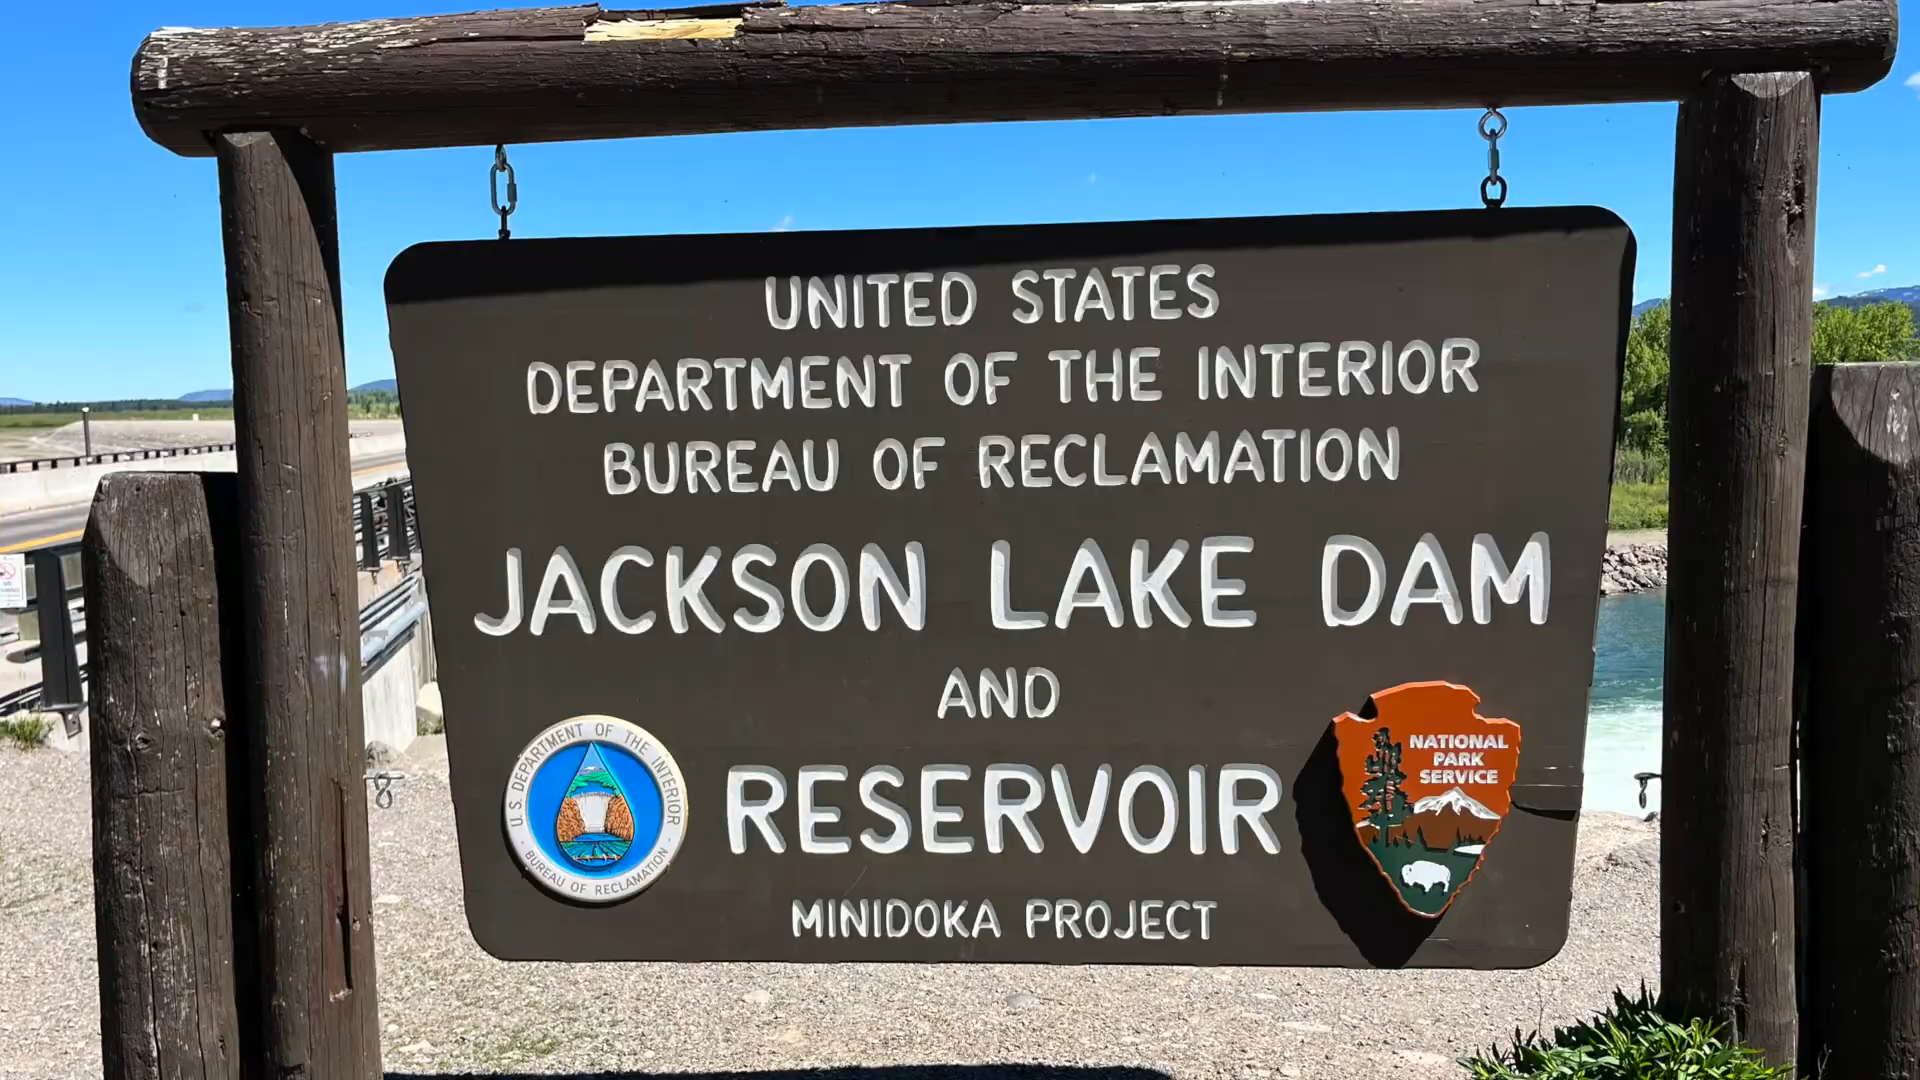 UNITED STATES
DEPARTMENT OF THE INTERIOR
BUREAU OF RECLAMATION
JACKSON LAKE DAM
AND
RESERVOIR
MINIDOKA PROJECT
U.S. DEPARTMENT OF THE INTERIOR
BUREAU OF RECLAMATION
NATIONAL
PARK
SERVICE